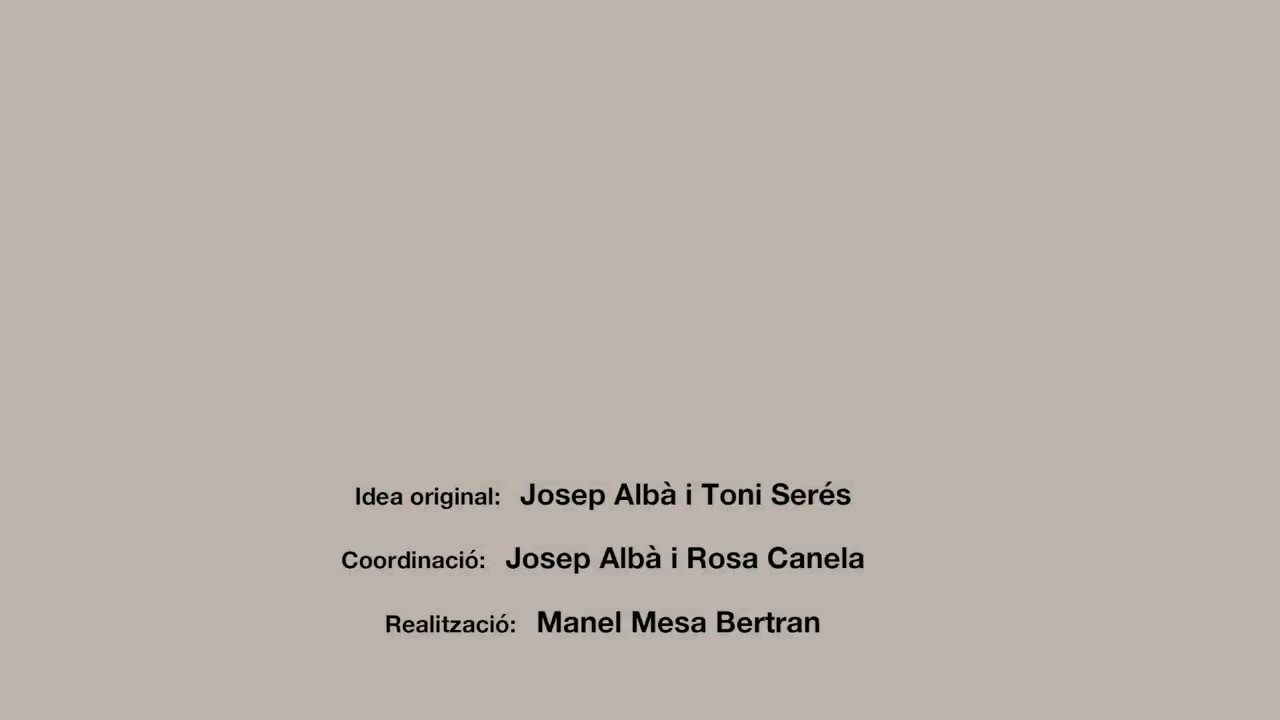 Idea original: Josep Albà i Toni Serés
Coordinació: Josep Albà i Rosa Canela
Realització: Manel Mesa Bertran